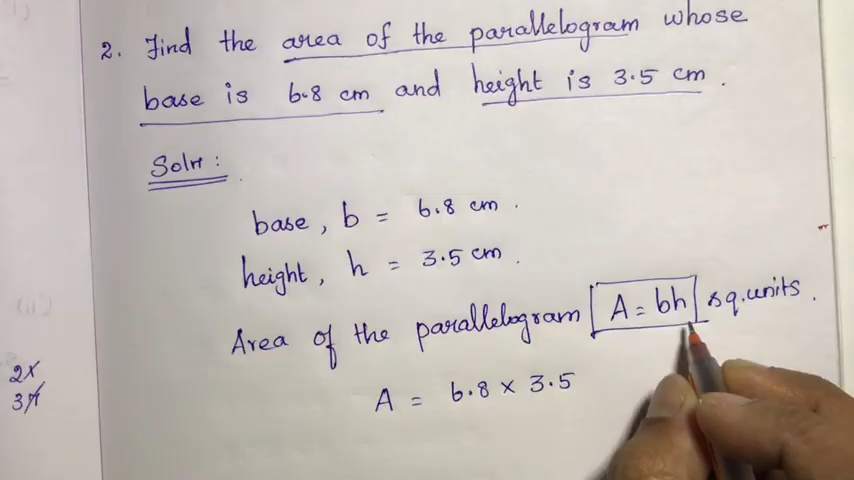 2. Find the area of the parallelogram whose
base is 6.8 cm and height is 3.5 cm.
Soln:
base, b = 6.8 cm.
height, h = 3.5 cm.
Area of the parallelogram A = bh sq.units.
A = 6.8 × 3.5
2x